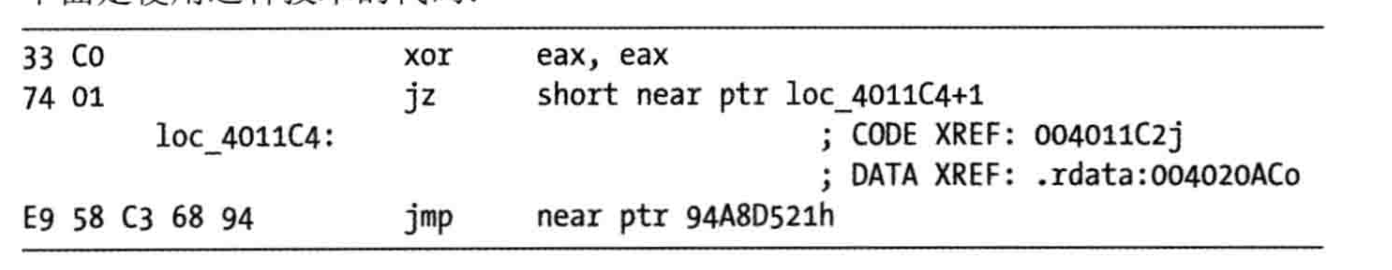 33 C0 xor eax, eax
74 01 jz short near ptr loc_4011C4+1
loc_4011C4: ; CODE XREF: 004011C2j
; DATA XREF: .rdata:004020ACo
E9 58 C3 68 94 jmp near ptr 94A8D521h